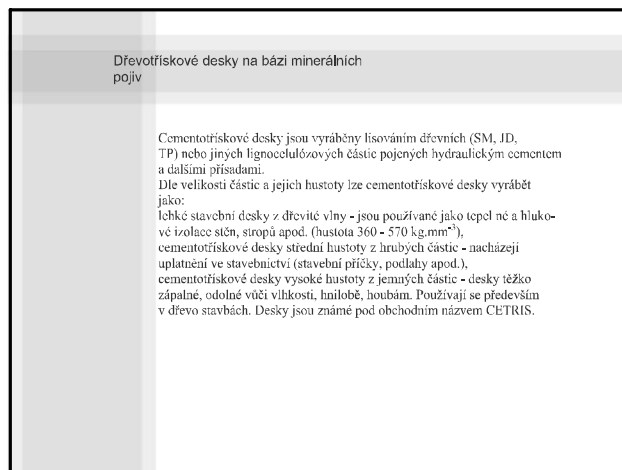 Dřevotřískové desky na bázi minerálních
pojiv
Cementotřískové desky jsou vyráběny lisováním dřevních (SM, JD,
TP) nebo jiných lignocelulózových částic pojených hydraulickým cementem
a dalšími přísadami.
Dle velikosti částic a jejich hustoty lze cementotřískové desky vyrábět
jako:
lehké stavební desky z dřevité vlny - jsou používané jako tepel né a hluko-
vé izolace stěn, stropů apod. (hustota 360 - 570 kg.mm⁻³),
cementotřískové desky střední hustoty z hrubých částic - nacházejí
uplatnění ve stavebnictví (stavební příčky, podlahy apod.),
cementotřískové desky vysoké hustoty z jemných částic - desky těžko
zápalné, odolné vůči vlhkosti, hnilobě, houbám. Používají se především
v dřevo stavbách. Desky jsou známé pod obchodním názvem CETRIS.